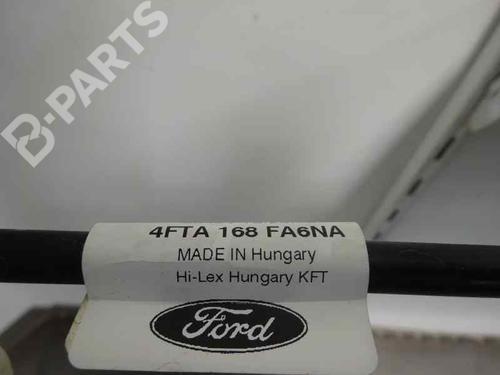 B-PARTS
4FTA 168 FA6NA
MADE IN Hungary
Hi-Lex Hungary KFT
Ford